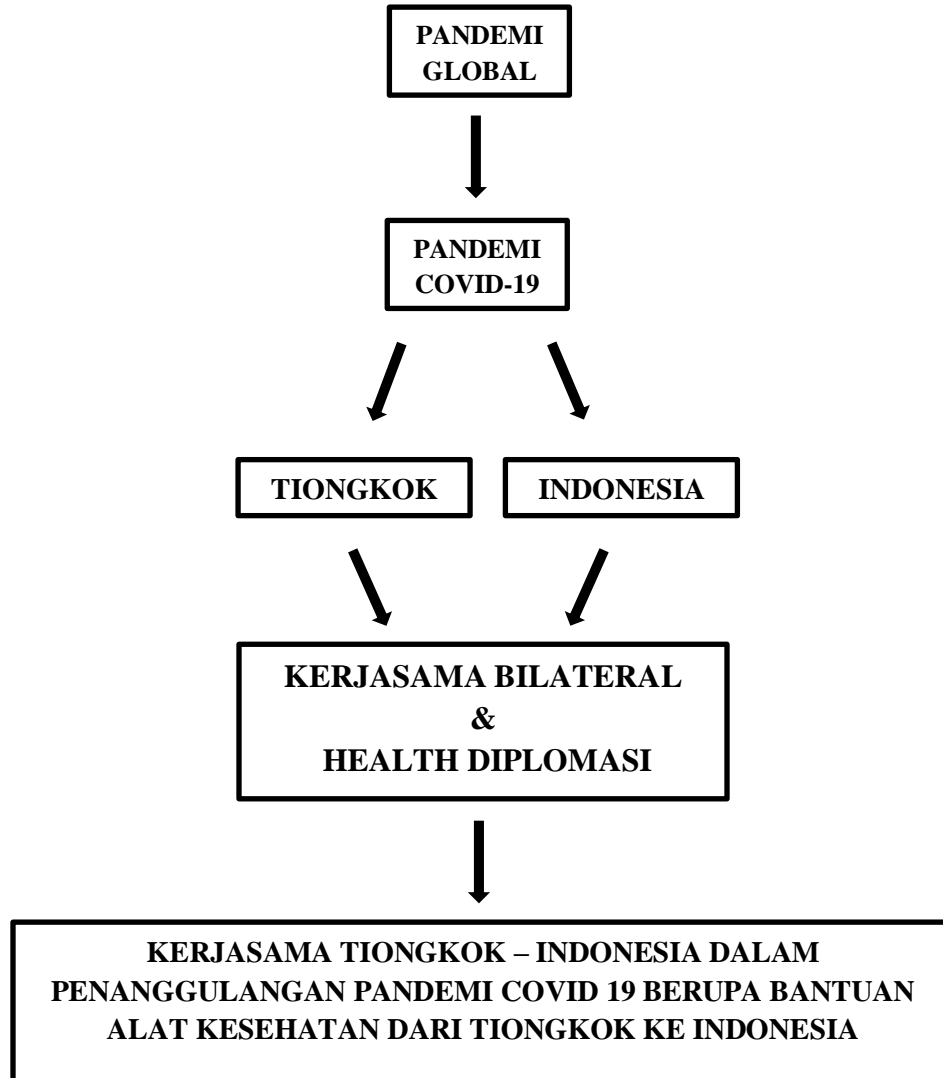 PANDEMI
GLOBAL
PANDEMI
COVID-19
TIONGKOK
INDONESIA
KERJASAMA BILATERAL
&
HEALTH DIPLOMASI
KERJASAMA TIONGKOK – INDONESIA DALAM
PENANGGULANGAN PANDEMI COVID 19 BERUPA BANTUAN
ALAT KESEHATAN DARI TIONGKOK KE INDONESIA